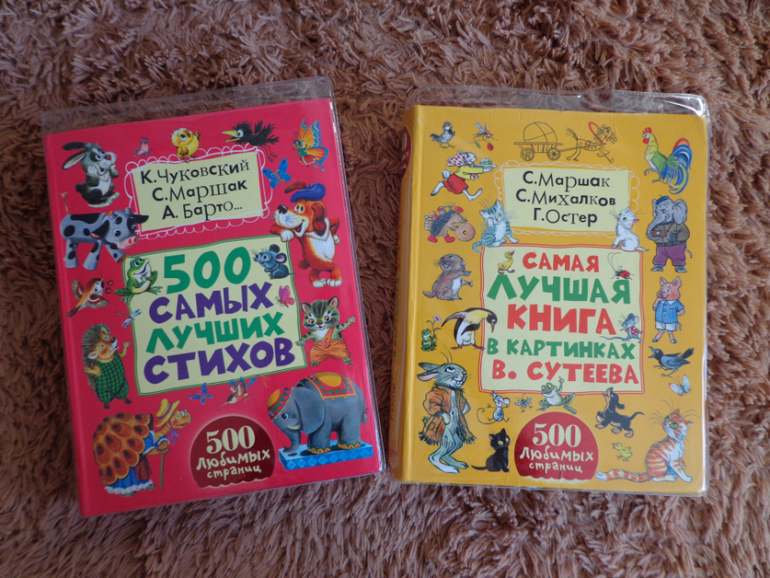 К. Чуковский
С. Маршак
А. Барто...
500
САМЫХ
ЛУЧШИХ
СТИХОВ
500
любимых
страниц
С. Маршак
С. Михалков
Г. Остер
САМАЯ
ЛУЧШАЯ
КНИГА
В КАРТИНКАХ
В. СУТЕЕВА
500
любимых
страниц